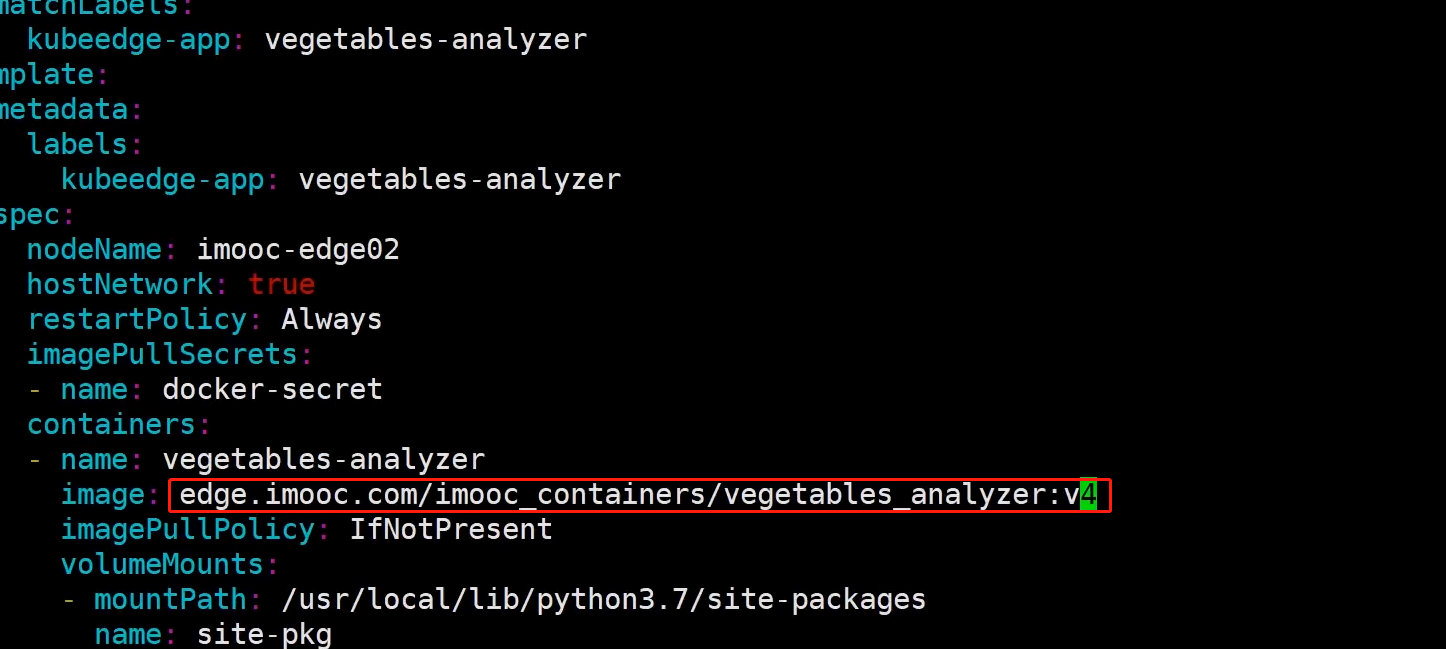 matchLabels:
kubeedge-app: vegetables-analyzer
mplate:
metadata:
labels:
kubeedge-app: vegetables-analyzer
spec:
nodeName: imooc-edge02
hostNetwork: true
restartPolicy: Always
imagePullSecrets:
- name: docker-secret
containers:
- name: vegetables-analyzer
image: edge.imooc.com/imooc_containers/vegetables_analyzer:v4
imagePullPolicy: IfNotPresent
volumeMounts:
- mountPath: /usr/local/lib/python3.7/site-packages
name: site-pkg